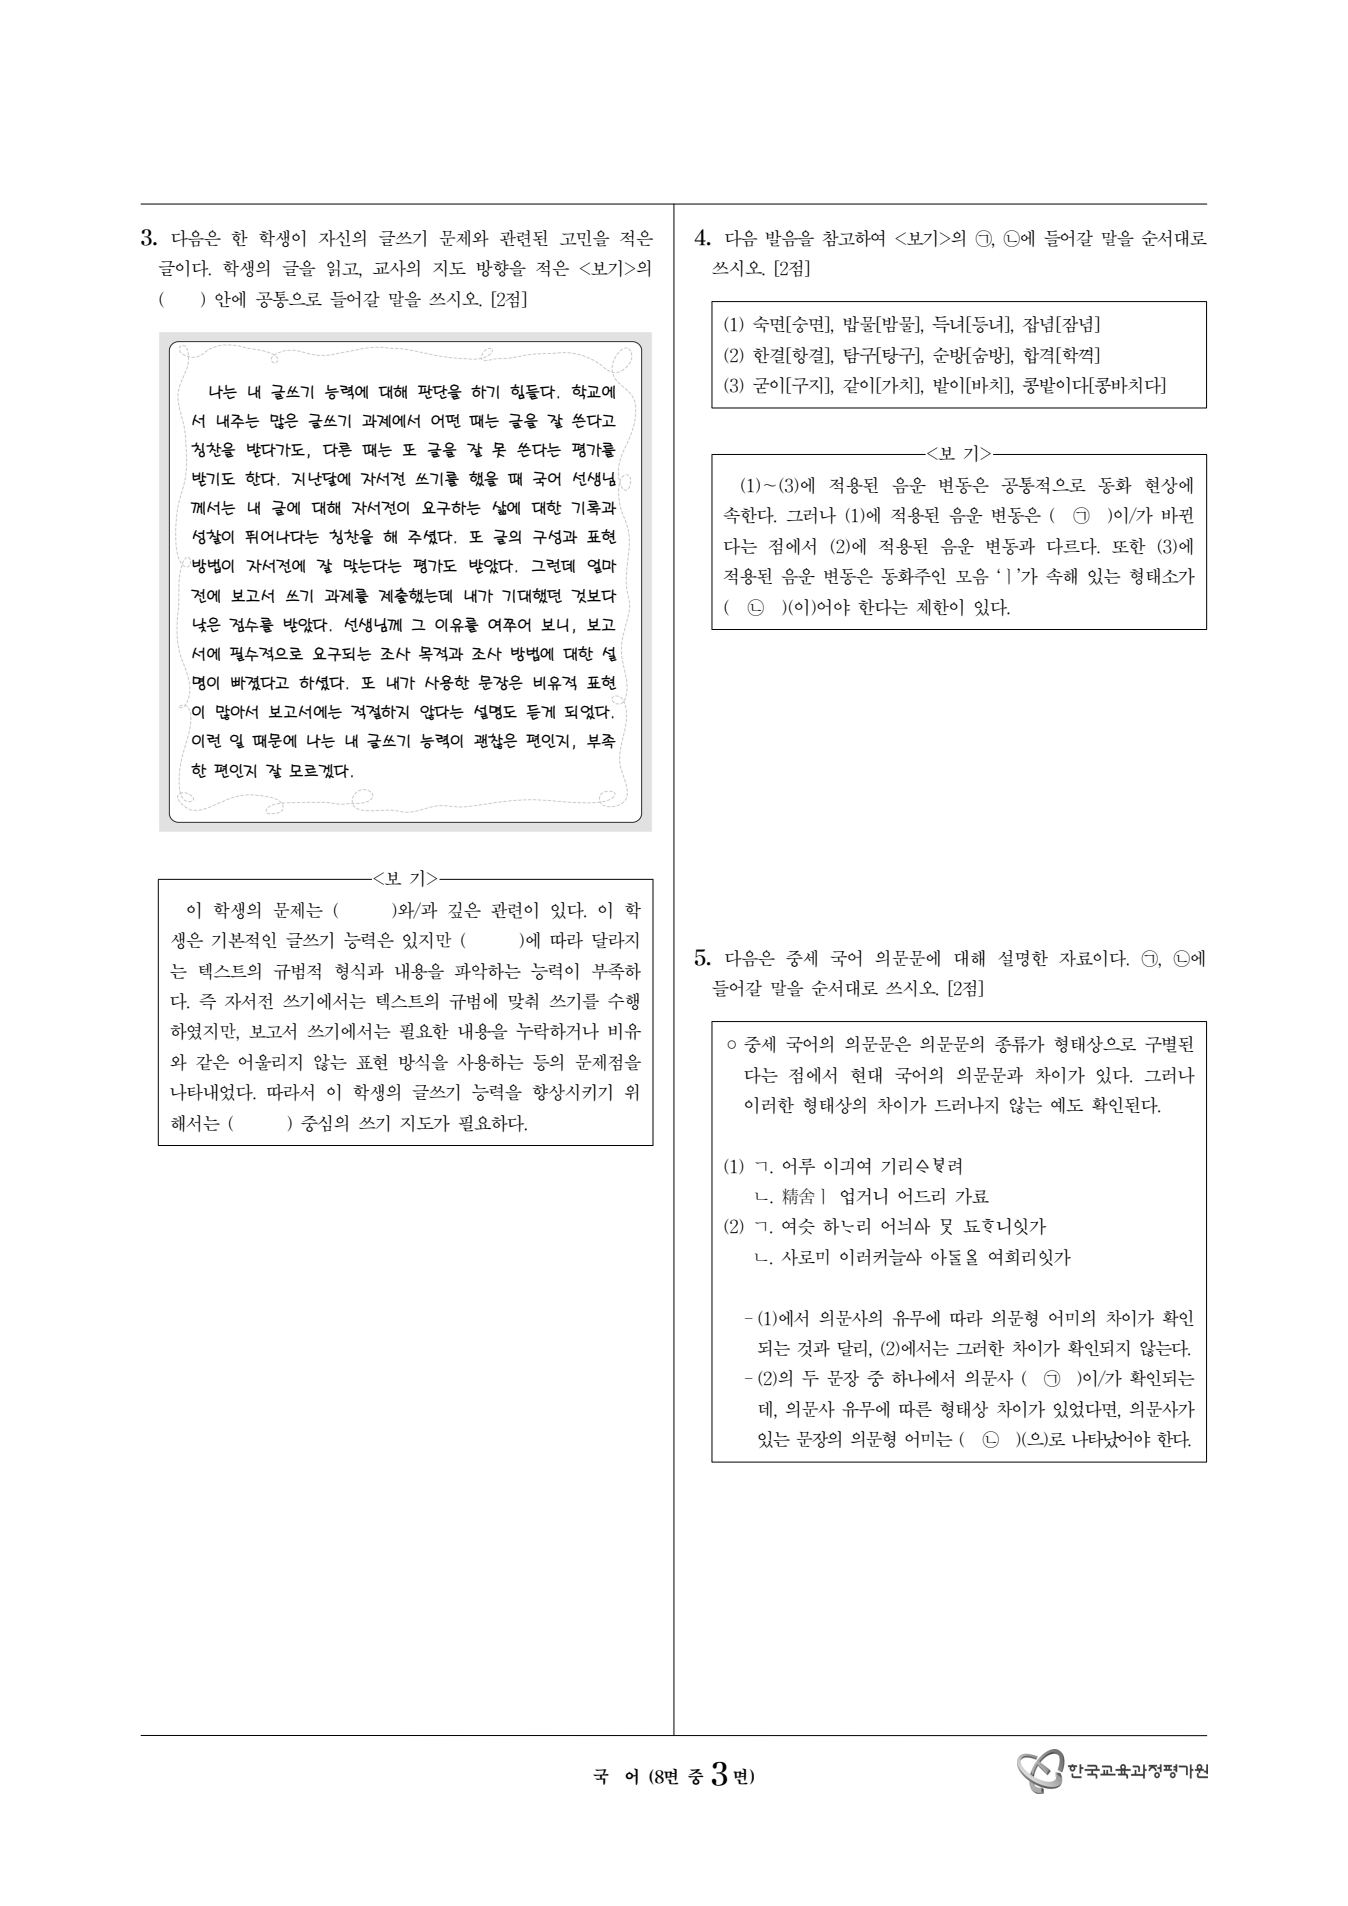 3. 다음은 한 학생이 자신의 글쓰기 문제와 관련된 고민을 적은
글이다. 학생의 글을 읽고, 교사의 지도 방향을 적은 <보기>의
(     ) 안에 공통으로 들어갈 말을 쓰시오. [2점]
나는 내 글쓰기 능력에 대해 판단을 하기 힘들다. 학교에
서 내주는 많은 글쓰기 과제에서 어떤 때는 글을 잘 쓴다고
칭찬을 받다가도, 다른 때는 또 글을 잘 못 쓴다는 평가를
받기도 한다. 지난달에 자서전 쓰기를 했을 때 국어 선생님
께서는 내 글에 대해 자서전이 요구하는 삶에 대한 기록과
성찰이 뛰어나다는 칭찬을 해 주셨다. 또 글의 구성과 표현
방법이 자서전에 잘 맞는다는 평가도 받았다. 그런데 얼마
전에 보고서 쓰기 과제를 제출했는데 내가 기대했던 것보다
낮은 점수를 받았다. 선생님께 그 이유를 여쭈어 보니, 보고
서에 필수적으로 요구되는 조사 목적과 조사 방법에 대한 설
명이 빠졌다고 하셨다. 또 내가 사용한 문장은 비유적 표현
이 많아서 보고서에는 적절하지 않다는 설명도 듣게 되었다.
이런 일 때문에 나는 내 글쓰기 능력이 괜찮은 편인지, 부족
한 편인지 잘 모르겠다.
<보 기>
이 학생의 문제는 (        )와/과 깊은 관련이 있다. 이 학
생은 기본적인 글쓰기 능력은 있지만 (        )에 따라 달라지
는 텍스트의 규범적 형식과 내용을 파악하는 능력이 부족하
다. 즉 자서전 쓰기에서는 텍스트의 규범에 맞춰 쓰기를 수행
하였지만, 보고서 쓰기에서는 필요한 내용을 누락하거나 비유
와 같은 어울리지 않는 표현 방식을 사용하는 등의 문제점을
나타내었다. 따라서 이 학생의 글쓰기 능력을 향상시키기 위
해서는 (        ) 중심의 쓰기 지도가 필요하다.
4. 다음 발음을 참고하여 <보기>의 ㉠, ㉡에 들어갈 말을 순서대로
쓰시오. [2점]
(1) 숙면[숭면], 밥물[밤물], 득녀[등녀], 잡념[잠념]
(2) 한결[항결], 탐구[탕구], 순방[숨방], 합격[학껵]
(3) 굳이[구지], 같이[가치], 밭이[바치], 콩밭이다[콩바치다]
<보 기>
(1)~(3)에 적용된 음운 변동은 공통적으로 동화 현상에
속한다. 그러나 (1)에 적용된 음운 변동은 ( ㉠ )이/가 바뀐
다는 점에서 (2)에 적용된 음운 변동과 다르다. 또한 (3)에
적용된 음운 변동은 동화주인 모음 ‘ㅣ’가 속해 있는 형태소가
( ㉡ )(이)어야 한다는 제한이 있다.
5. 다음은 중세 국어 의문문에 대해 설명한 자료이다. ㉠, ㉡에
들어갈 말을 순서대로 쓰시오. [2점]
○ 중세 국어의 의문문은 의문문의 종류가 형태상으로 구별된
다는 점에서 현대 국어의 의문문과 차이가 있다. 그러나
이러한 형태상의 차이가 드러나지 않는 예도 확인된다.
(1) ㄱ. 어루 이긔여 기리ᅀᆞᄫᆞ려
ㄴ. 精舍ㅣ 업거니 어드리 가료
(2) ㄱ. 여슷 하ᄂᆞ리 어늬ᅀᅡ ᄆᆞᆺ 됴ᄒᆞ니ᅌᅵᆺ가
ㄴ. 사로미 이러커늘ᅀᅡ 아ᄃᆞᆯᄋᆞᆯ 여희리ᅌᅵᆺ가
- (1)에서 의문사의 유무에 따라 의문형 어미의 차이가 확인
되는 것과 달리, (2)에서는 그러한 차이가 확인되지 않는다.
- (2)의 두 문장 중 하나에서 의문사 ( ㉠ )이/가 확인되는
데, 의문사 유무에 따른 형태상 차이가 있었다면, 의문사가
있는 문장의 의문형 어미는 ( ㉡ )(으)로 나타났어야 한다.
국 어 (8면 중 3 면)
한국교육과정평가원